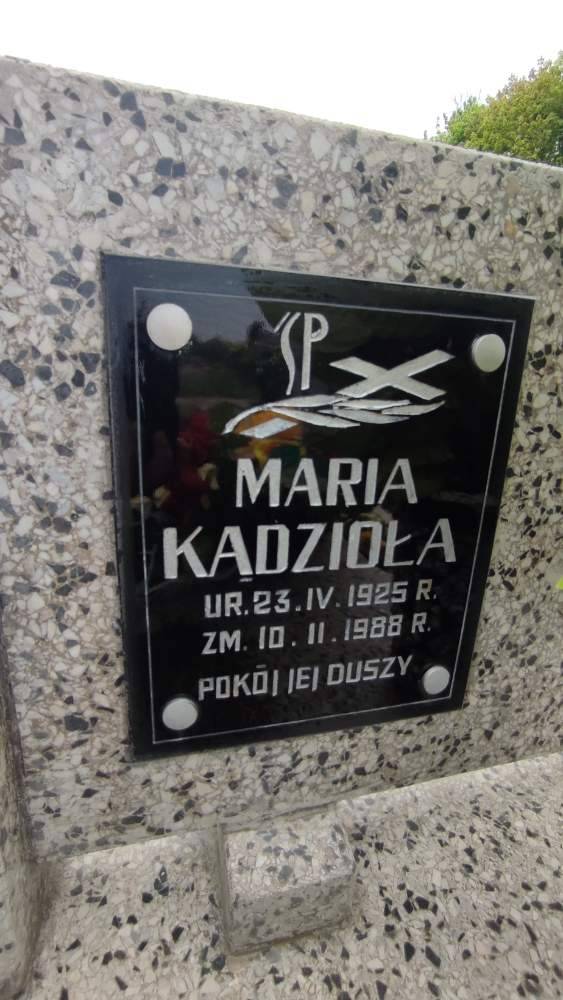 ŚP
MARIA
KĄDZIOŁA
UR. 23. IV. 1925 R.
ZM. 10. 11. 1988 R.
POKÓJ JEJ DUSZY